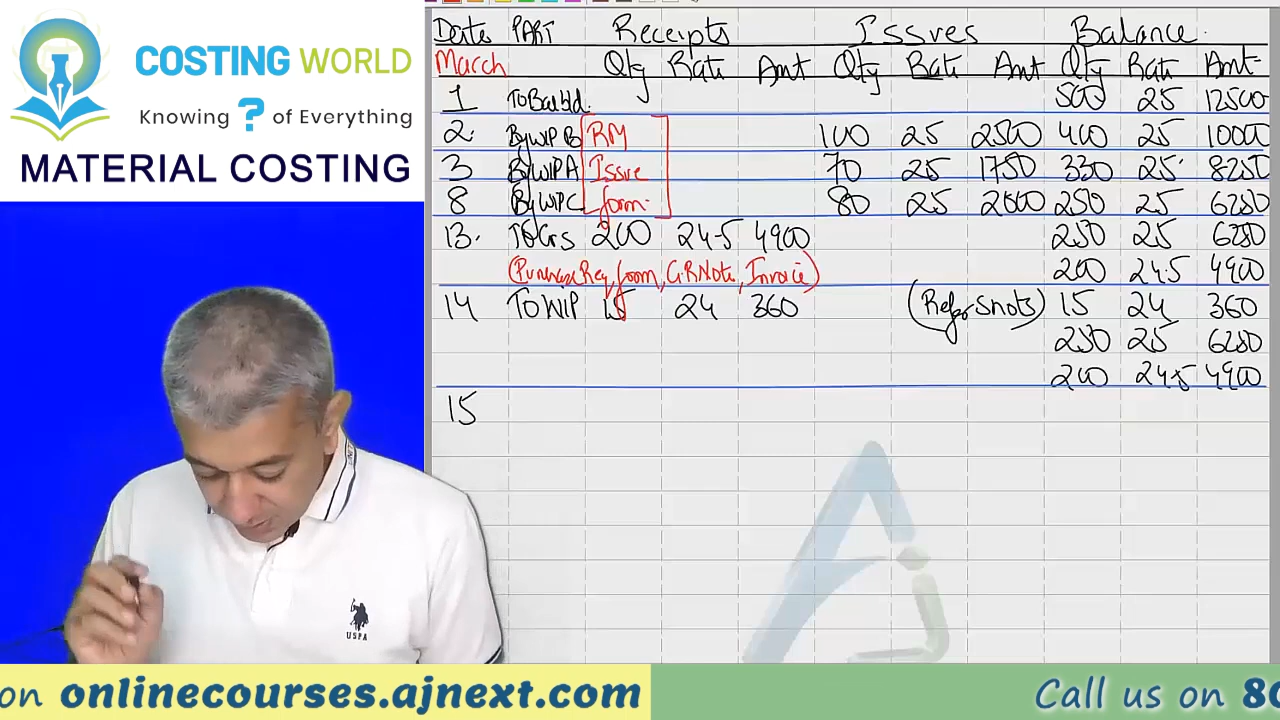 COSTING WORLD
Knowing ? of Everything
MATERIAL COSTING
Date PART Receipts Issues Balance
March Qty Rate Amt Qty Rate Amt Qty Rate Amt
1 To Bal b/d. 500 25 12500
2. By WIP B RM 100 25 2500 400 25 10000
3 By WIP A Issue 70 25 1750 330 25 8250
8 By WIP C form. 80 25 2000 250 25 6250
13. To Crs 200 24.5 4900 250 25 6250
(Purchase Req form, G.R Note, Invoice) 200 24.5 4900
14 To WIP 15 24 360 (Refer Snots) 15 24 360
250 25 6250
200 24.5 4900
15
USPA
on onlinecourses.ajnext.com Call us on 80